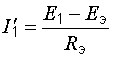 I′₁ = (E₁ − Eэ) / Rэ